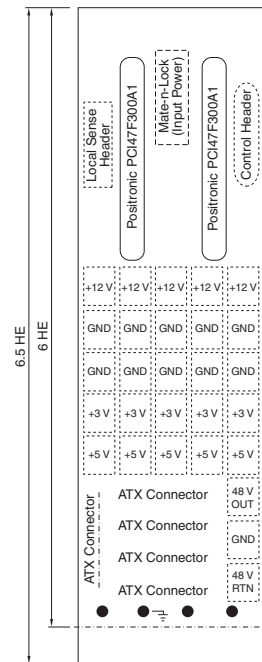 6.5 HE
6 HE
Local Sense
Header
Positronic PCI47F300A1
Mate-n-Lock
(Input Power)
Positronic PCI47F300A1
Control Header
+12 V +12 V +12 V +12 V +12 V
GND GND GND GND GND
GND GND GND GND GND
+3 V +3 V +3 V +3 V +3 V
+5 V +5 V +5 V +5 V +5 V
ATX Connector
ATX Connector
ATX Connector
ATX Connector
ATX Connector
48 V
OUT
GND
48 V
RTN